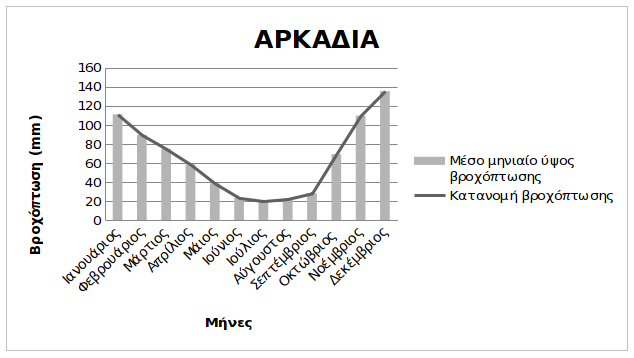 ΑΡΚΑΔΙΑ
160
140
120
100
80
60
40
20
0
Βροχόπτωση (mm)
Ιανουάριος
Φεβρουάριος
Μάρτιος
Απρίλιος
Μάιος
Ιούνιος
Ιούλιος
Αύγουστος
Σεπτέμβριος
Οκτώβριος
Νοέμβριος
Δεκέμβριος
Μήνες
Μέσο μηνιαίο ύψος
βροχόπτωσης
Κατανομή βροχόπτωσης